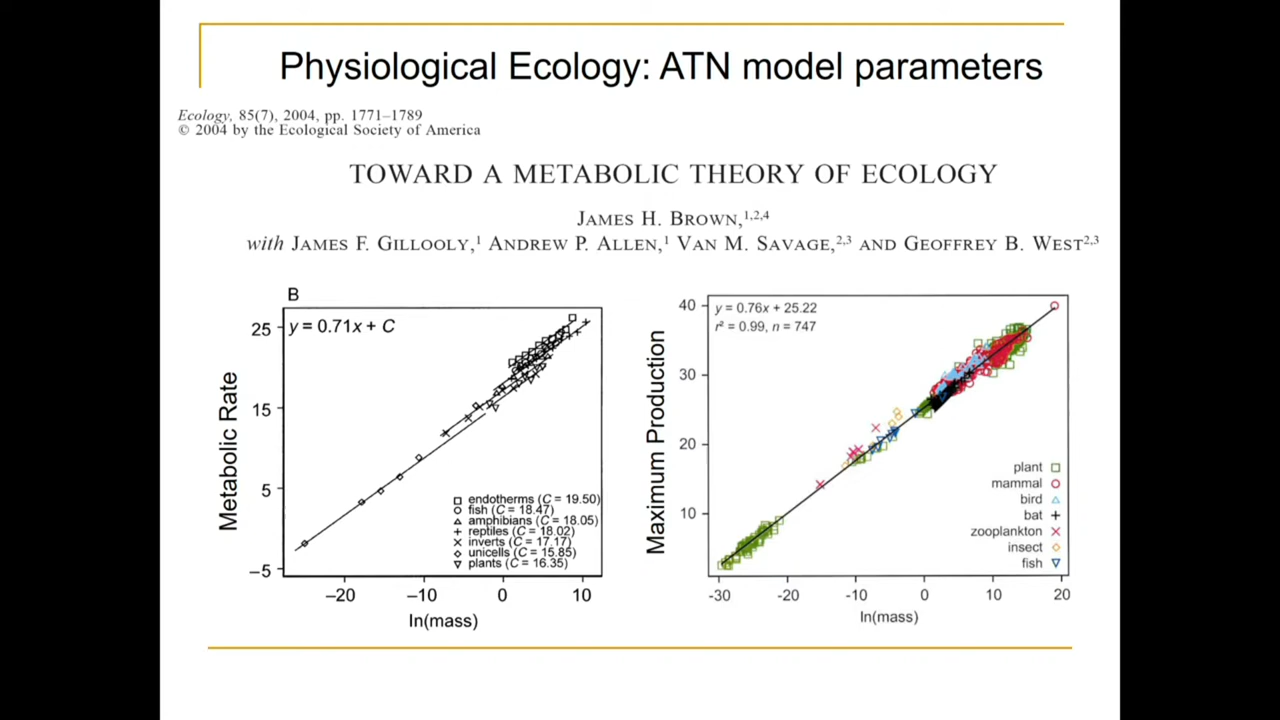 Physiological Ecology: ATN model parameters
Ecology, 85(7), 2004, pp. 1771–1789
© 2004 by the Ecological Society of America
TOWARD A METABOLIC THEORY OF ECOLOGY
JAMES H. BROWN,1,2,4
with JAMES F. GILLOOLY,1 ANDREW P. ALLEN,1 VAN M. SAVAGE,2,3 AND GEOFFREY B. WEST2,3
B
y = 0.71x + C
25
15
5
–5
Metabolic Rate
endotherms (C = 19.50)
fish (C = 18.47)
amphibians (C = 18.05)
reptiles (C = 18.02)
inverts (C = 17.17)
unicells (C = 15.85)
plants (C = 16.35)
–20 –10 0 10
ln(mass)
y = 0.76x + 25.22
r² = 0.99, n = 747
40
30
20
10
Maximum Production
plant
mammal
bird
bat
zooplankton
insect
fish
-30 -20 -10 0 10 20
ln(mass)